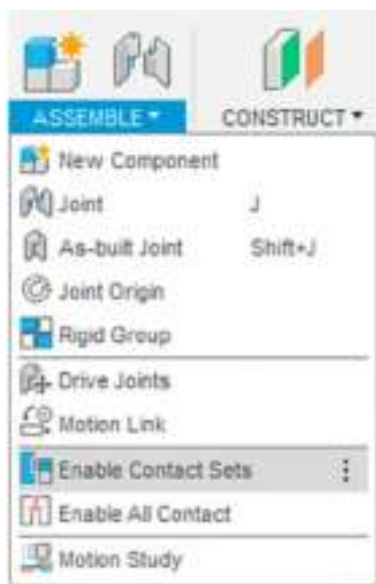 ASSEMBLE CONSTRUCT
New Component
Joint J
As-built Joint Shift+J
Joint Origin
Rigid Group
Drive Joints
Motion Link
Enable Contact Sets
Enable All Contact
Motion Study